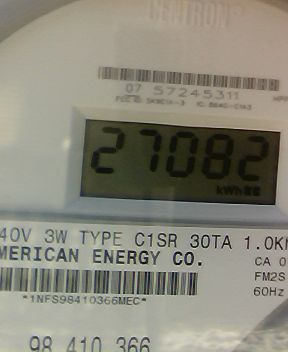 CENTRON®
07 57245311
27082
kWh
40V 3W TYPE C1SR 30TA 1.0K
MERICAN ENERGY CO.
CA 0
FM2S
60Hz
*1NFS98410366MEC*
98 410 366